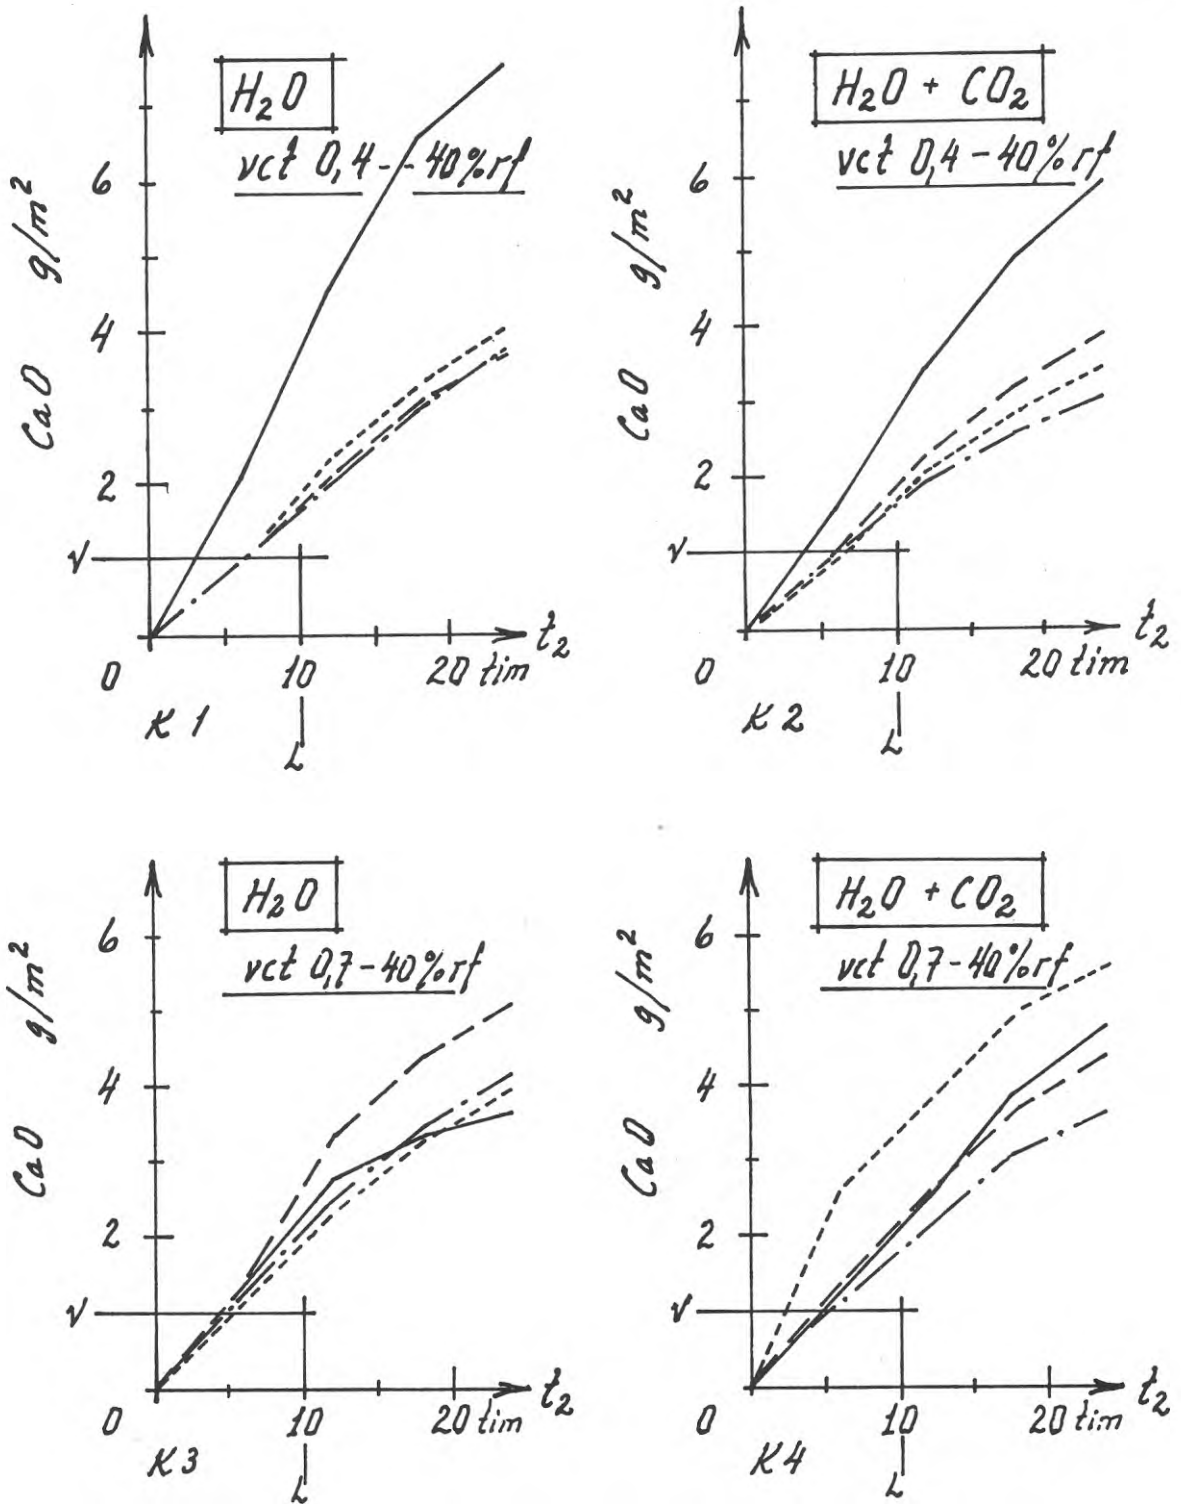 H₂O
vct 0,4 - - 40% rf
CaO g/m²
6
4
2
v
0
10
20 tim
t₂
K 1
L
H₂O + CO₂
vct 0,4 - 40% rf
CaO g/m²
6
4
2
v
0
10
20 tim
t₂
K 2
L
H₂O
vct 0,7 - 40% rf
CaO g/m²
6
4
2
v
0
10
20 tim
t₂
K 3
L
H₂O + CO₂
vct 0,7 - 40% rf
CaO g/m²
6
4
2
v
0
10
20 tim
t₂
K 4
L